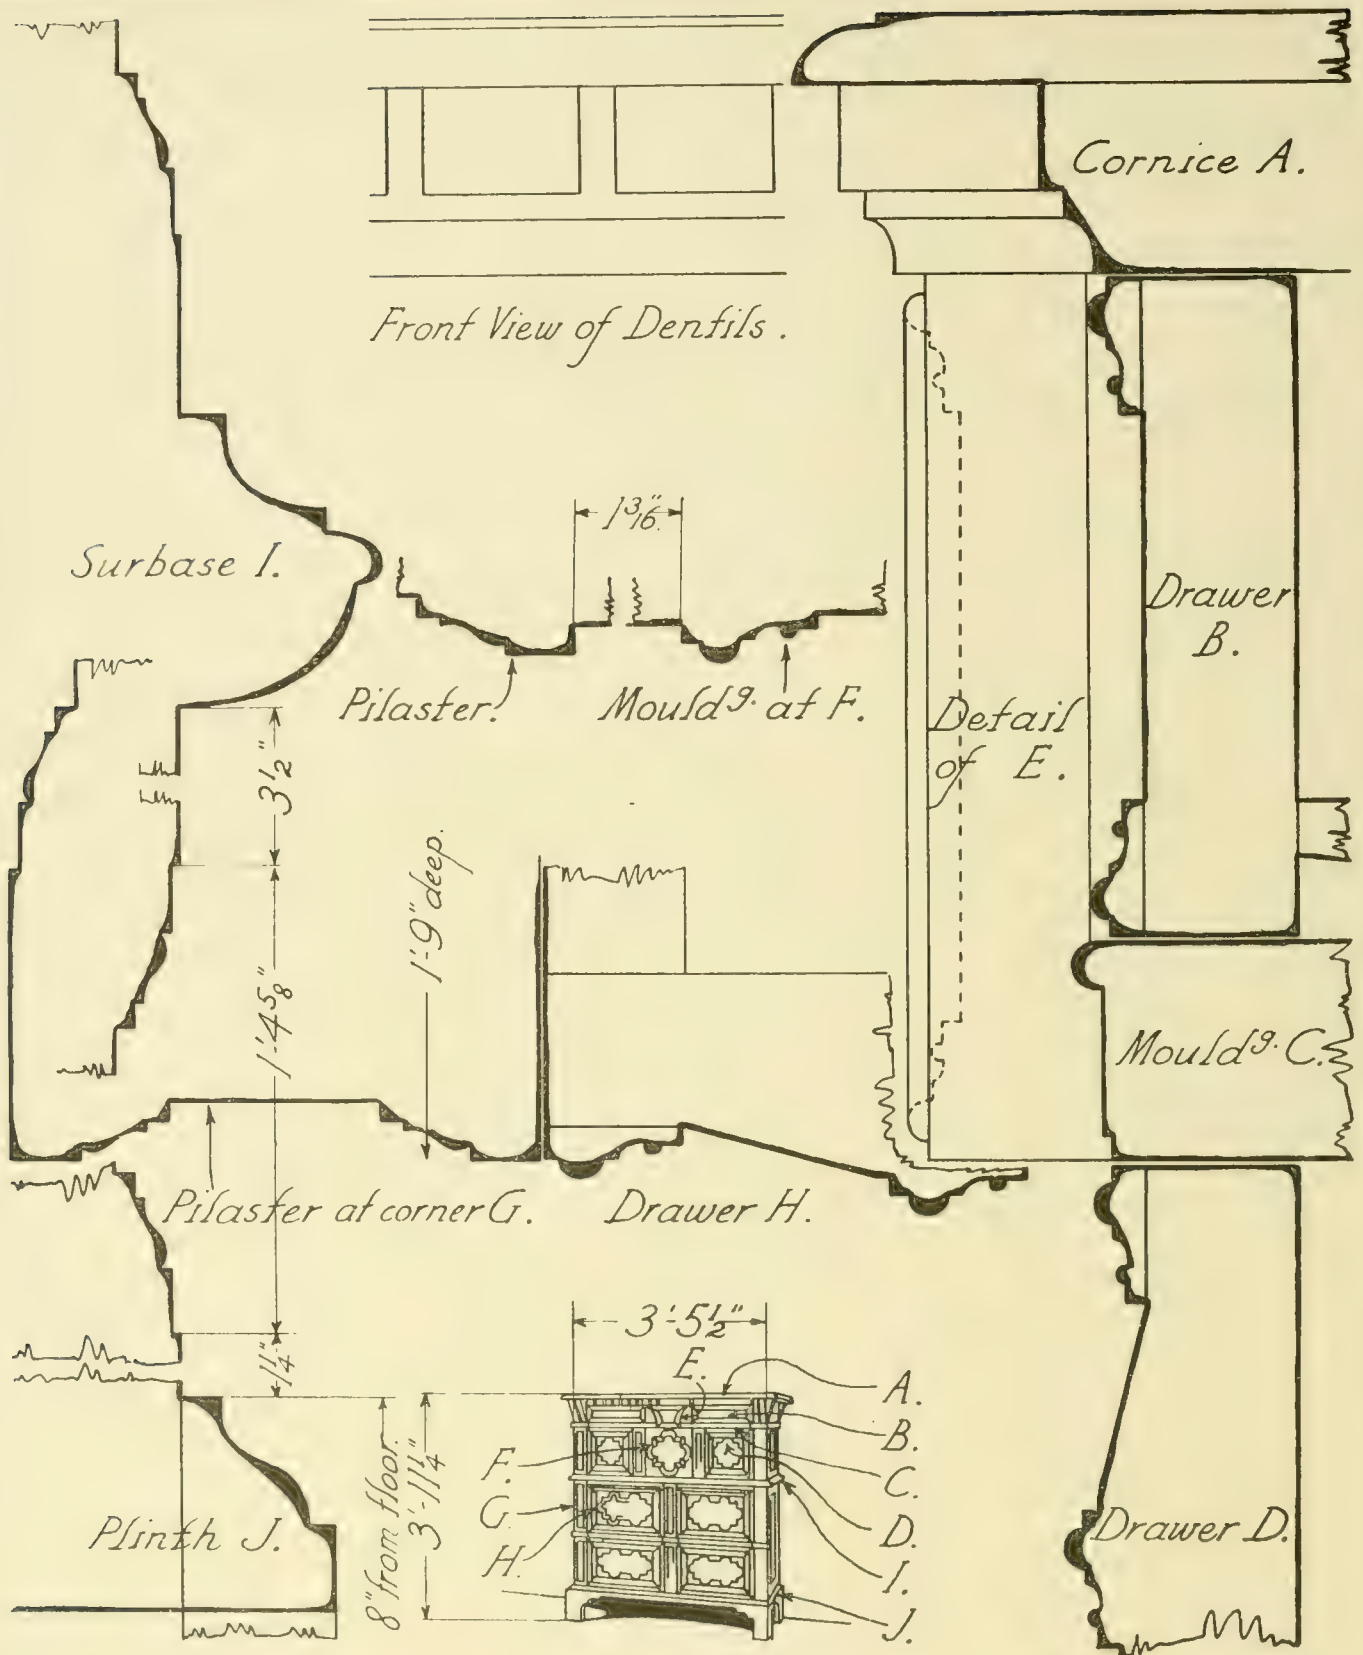 Cornice A.
Front View of Dentils.
1 3/16"
Surbase I.
Drawer
B.
Pilaster.
Mould^g. at F.
Detail
of E.
3 1/2"
1'-9" deep.
1'-4 5/8"
Mould^g. C.
Pilaster at corner G.
Drawer H.
1 1/4"
3'-5 1/2"
E.
A.
B.
F.
C.
G.
D.
H.
I.
J.
8" from floor.
3'-11 1/4"
Plinth J.
Drawer D.